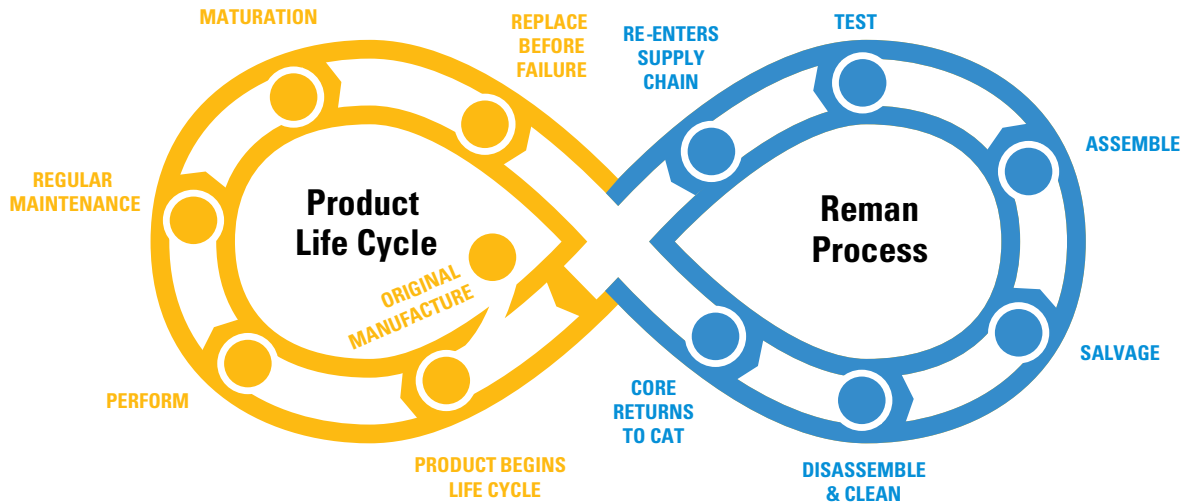 MATURATION
REPLACE
BEFORE
FAILURE
RE-ENTERS
SUPPLY
CHAIN
TEST
ASSEMBLE
REGULAR
MAINTENANCE
Product
Life Cycle
Reman
Process
ORIGINAL
MANUFACTURE
SALVAGE
PERFORM
CORE
RETURNS
TO CAT
PRODUCT BEGINS
LIFE CYCLE
DISASSEMBLE
& CLEAN